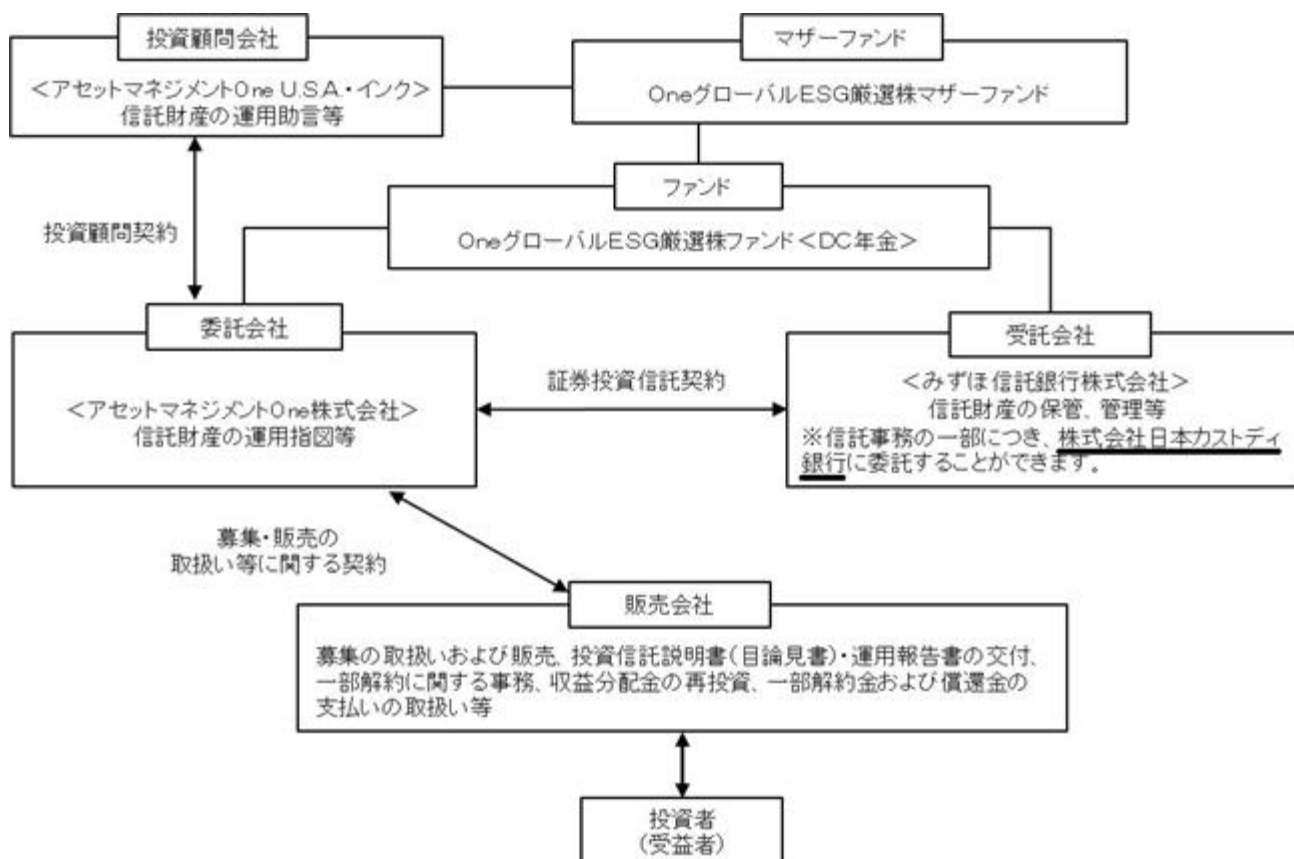 投資顧問会社
<アセットマネジメントOne U.S.A.・インク>
信託財産の運用助言等
マザーファンド
OneグローバルESG厳選株マザーファンド
ファンド
OneグローバルESG厳選株ファンド<DC年金>
投資顧問契約
委託会社
<アセットマネジメントOne株式会社>
信託財産の運用指図等
証券投資信託契約
受託会社
<みずほ信託銀行株式会社>
信託財産の保管、管理等
※信託事務の一部につき、株式会社日本カストディ
銀行に委託することができます。
募集・販売の
取扱い等に関する契約
販売会社
募集の取扱いおよび販売、投資信託説明書(目論見書)・運用報告書の交付、
一部解約に関する事務、収益分配金の再投資、一部解約金および償還金の
支払いの取扱い等
投資者
(受益者)